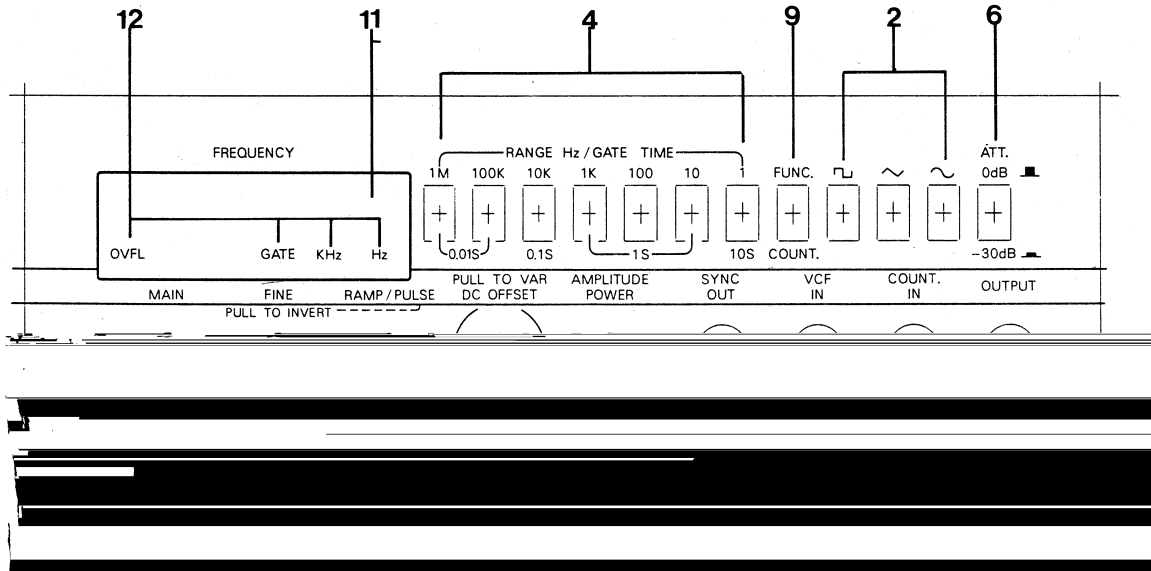 12 11 4 9 2 6
FREQUENCY
RANGE Hz / GATE TIME
ATT.
1M 100K 10K 1K 100 10 1 FUNC. 0dB
OVFL GATE KHz Hz
0.01S 0.1S 1S 10S COUNT. -30dB
MAIN FINE RAMP / PULSE
PULL TO VAR
DC OFFSET
AMPLITUDE
POWER
SYNC
OUT
VCF
IN
COUNT.
IN
OUTPUT
PULL TO INVERT